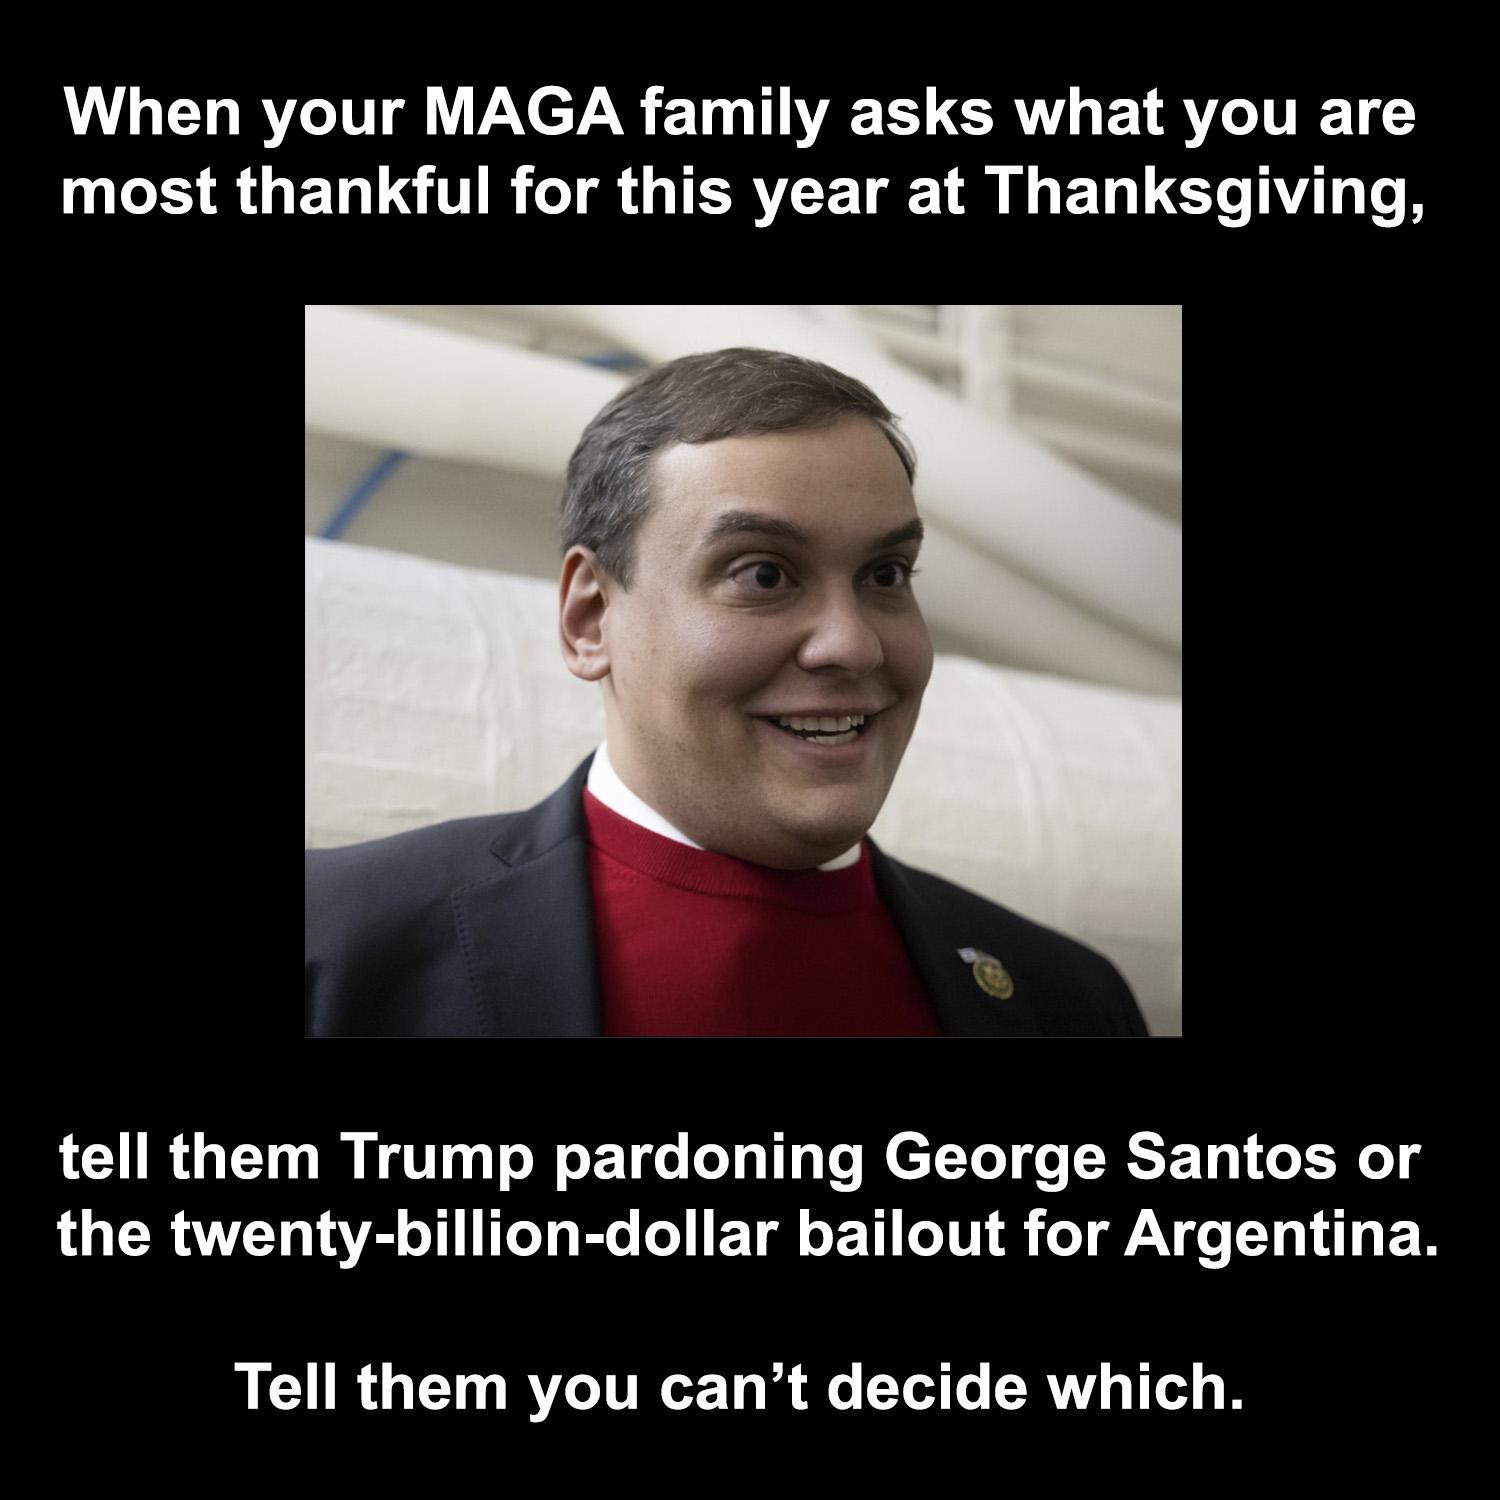 When your MAGA family asks what you are
most thankful for this year at Thanksgiving,
tell them Trump pardoning George Santos or
the twenty-billion-dollar bailout for Argentina.
Tell them you can’t decide which.